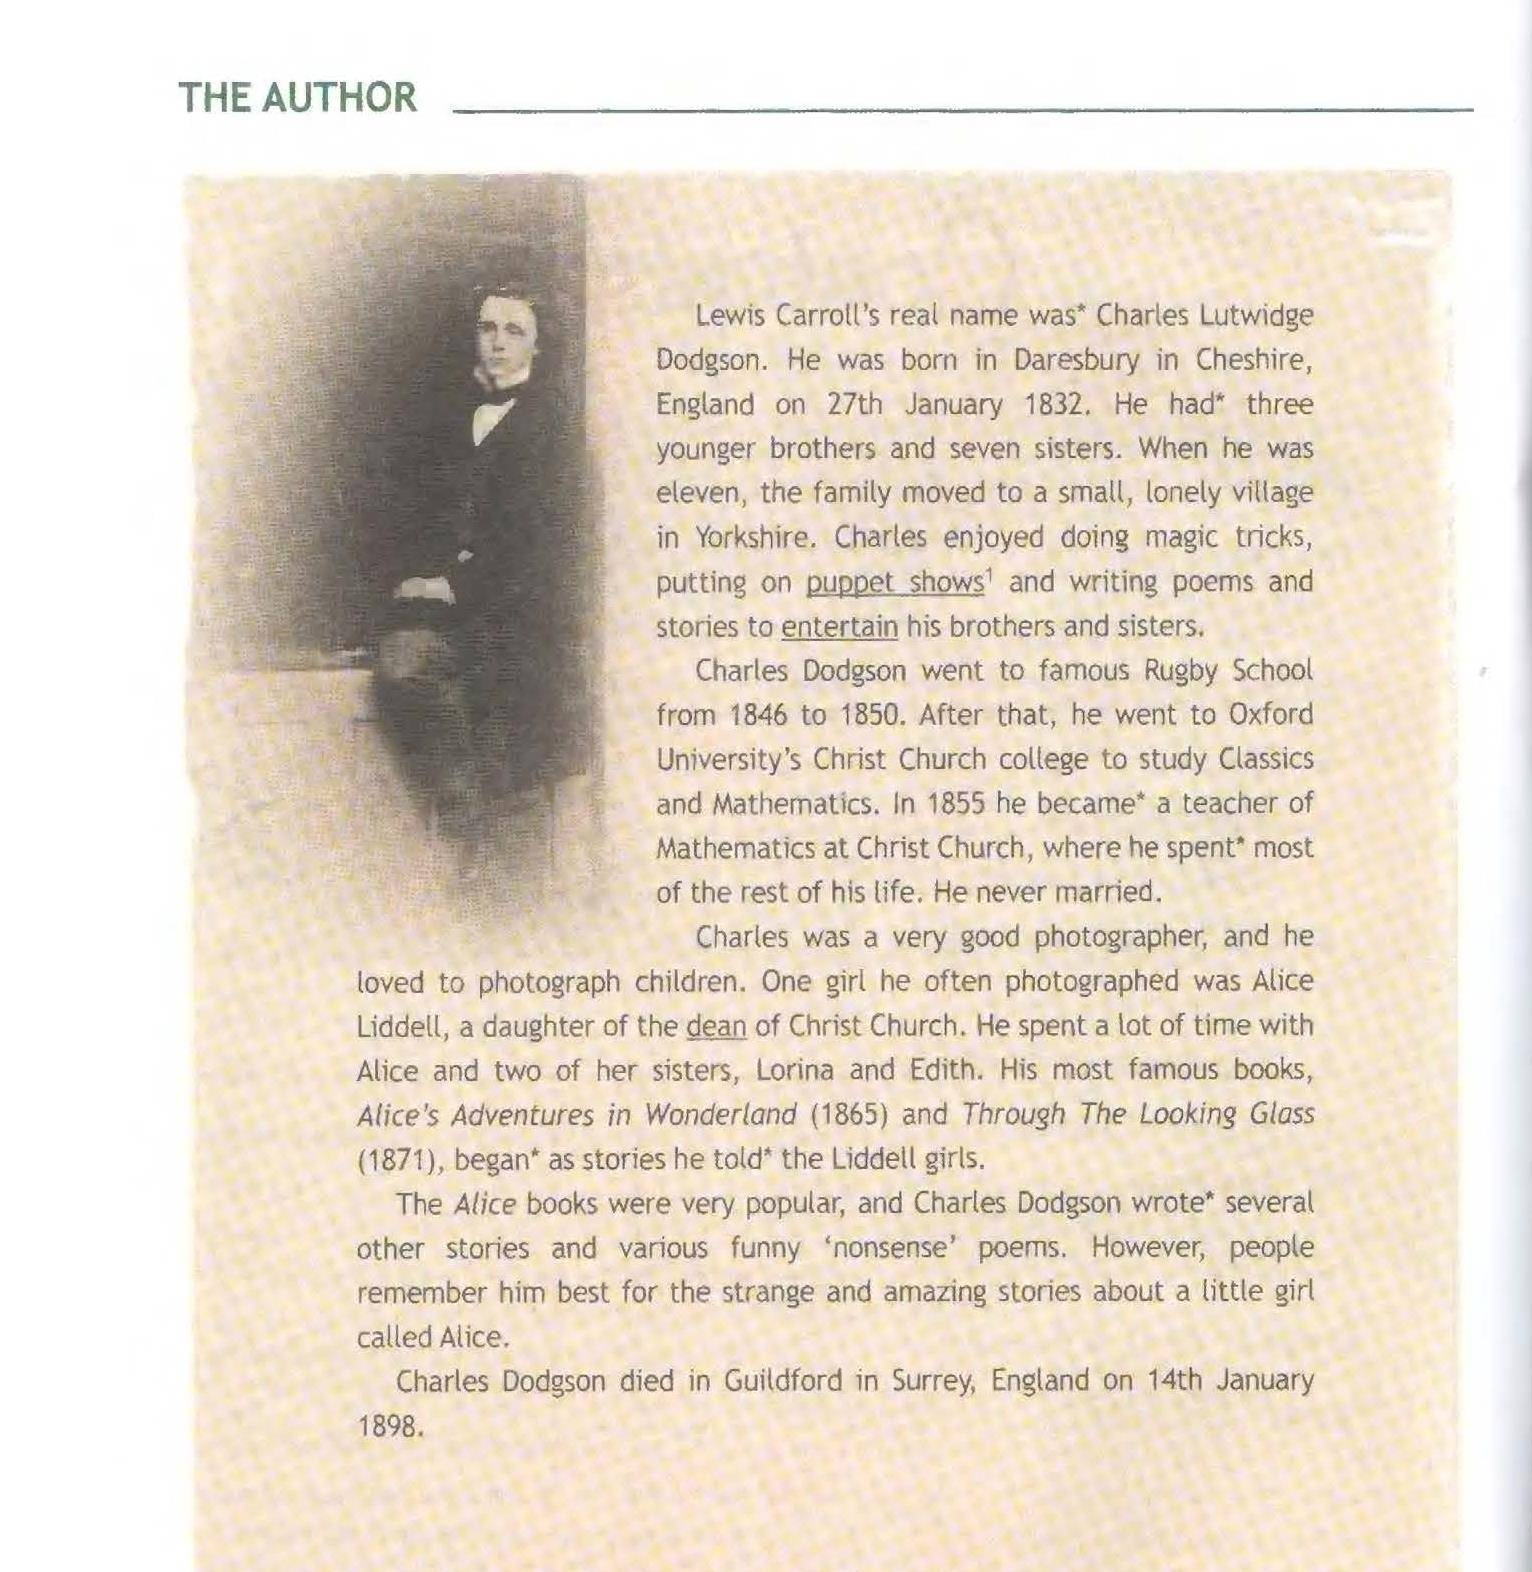 THE AUTHOR
Lewis Carroll's real name was* Charles Lutwidge
Dodgson. He was born in Daresbury in Cheshire,
England on 27th January 1832. He had* three
younger brothers and seven sisters. When he was
eleven, the family moved to a small, lonely village
in Yorkshire. Charles enjoyed doing magic tricks,
putting on puppet shows¹ and writing poems and
stories to entertain his brothers and sisters.
Charles Dodgson went to famous Rugby School
from 1846 to 1850. After that, he went to Oxford
University's Christ Church college to study Classics
and Mathematics. In 1855 he became* a teacher of
Mathematics at Christ Church, where he spent* most
of the rest of his life. He never married.
Charles was a very good photographer, and he
loved to photograph children. One girl he often photographed was Alice
Liddell, a daughter of the dean of Christ Church. He spent a lot of time with
Alice and two of her sisters, Lorina and Edith. His most famous books,
Alice's Adventures in Wonderland (1865) and Through The Looking Glass
(1871), began* as stories he told* the Liddell girls.
The Alice books were very popular, and Charles Dodgson wrote* several
other stories and various funny 'nonsense' poems. However, people
remember him best for the strange and amazing stories about a little girl
called Alice.
Charles Dodgson died in Guildford in Surrey, England on 14th January
1898.